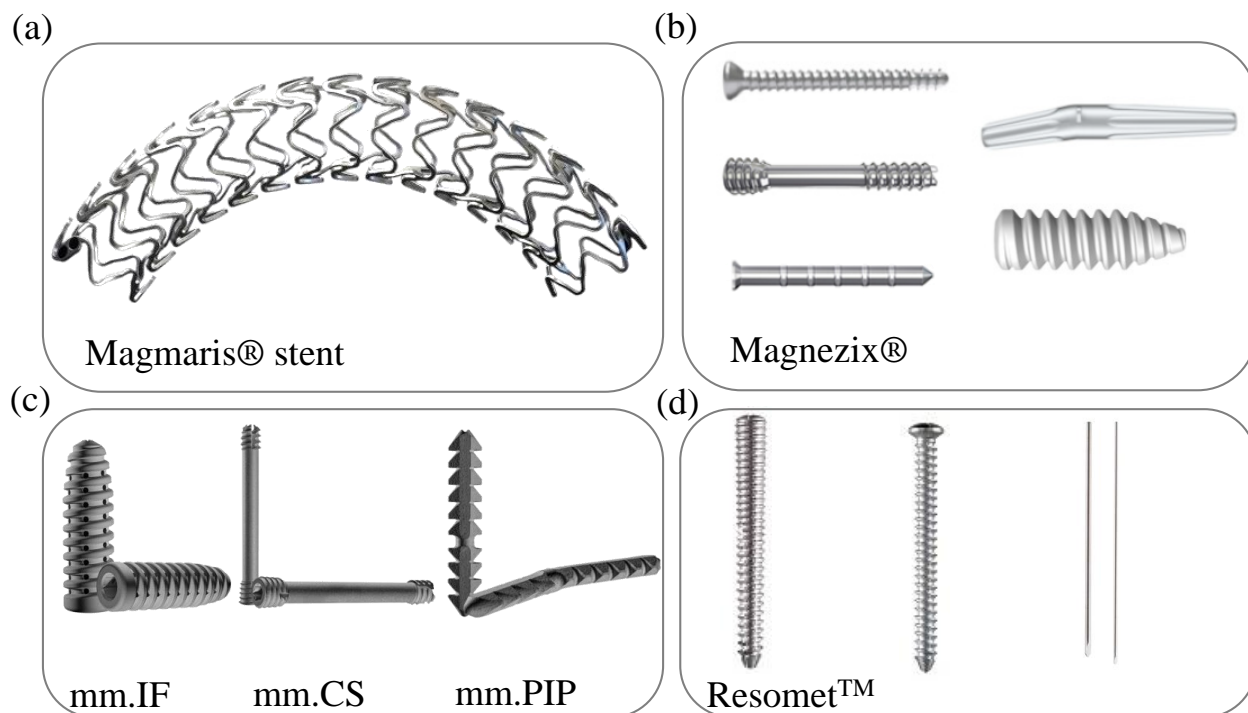 (a)
Magmaris® stent
(b)
Magnezix®
(c)
mm.IF
mm.CS
mm.PIP
(d)
Resomet™